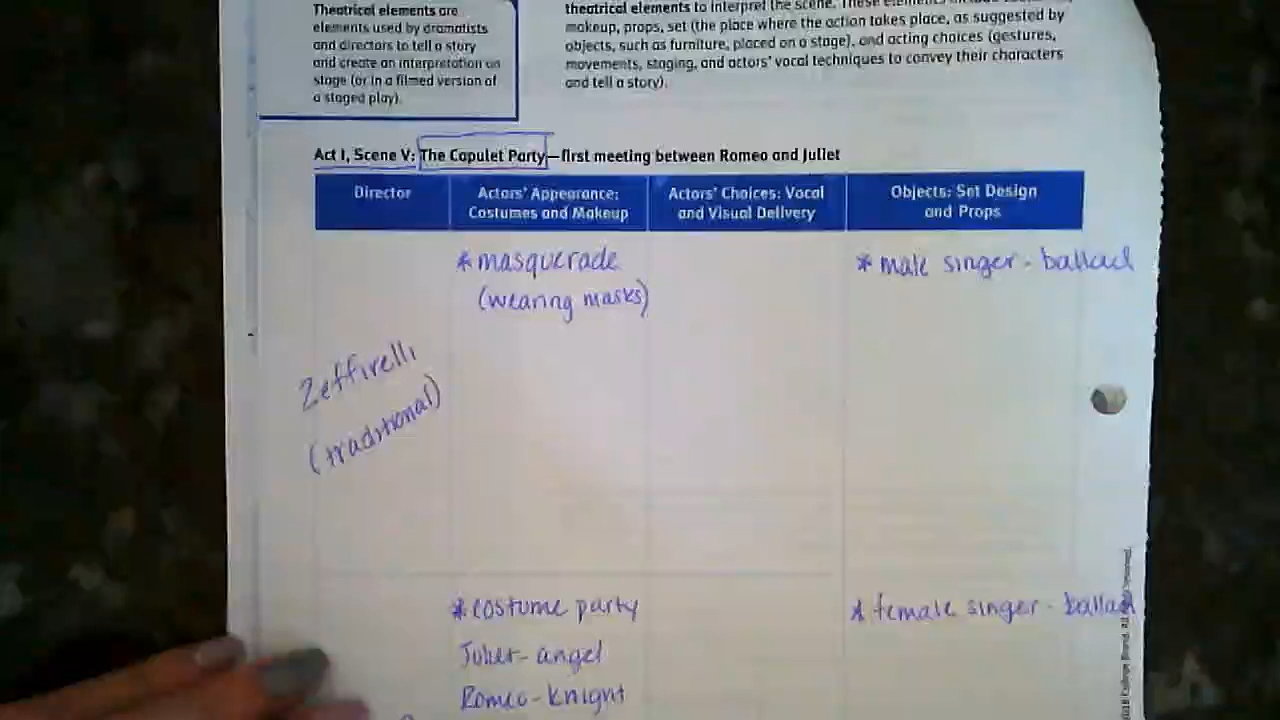 Theatrical elements are
elements used by dramatists
and directors to tell a story
and create an interpretation on
stage (or in a filmed version of
a staged play).
theatrical elements to interpret the scene. These
makeup, props, set (the place where the action takes place, as suggested by
objects, such as furniture, placed on a stage), and acting choices (gestures,
movements, staging, and actors' vocal techniques to convey their characters
and tell a story).
Act I, Scene V: The Capulet Party—first meeting between Romeo and Juliet
Director
Actors' Appearance:
Costumes and Makeup
Actors' Choices: Vocal
and Visual Delivery
Objects: Set Design
and Props
Zeffirelli
(traditional)
* masquerade
(wearing masks)
* male singer - ballad
* costume party
Juliet - angel
Romeo - knight
* female singer - ballad
College Board. All